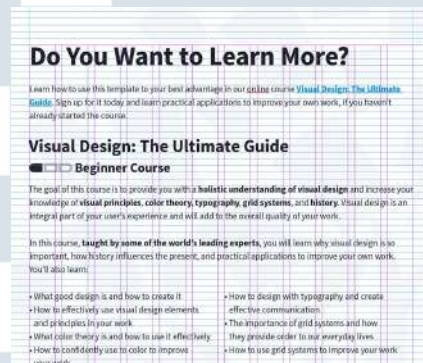 Do You Want to Learn More?
Learn how to use this template to your best advantage in our online course Visual Design: The Ultimate
Guide. Sign up for it today and learn practical applications to improve your own work, if you haven't
already started the course.
Visual Design: The Ultimate Guide
Beginner Course
The goal of this course is to provide you with a holistic understanding of visual design and increase your
knowledge of visual principles, color theory, typography, grid systems, and history. Visual design is an
integral part of your user's experience and will add to the overall quality of your work.
In this course, taught by some of the world's leading experts, you will learn why visual design is so
important, how history influences the present, and practical applications to improve your own work.
You'll also learn:
• What good design is and how to create it
• How to effectively use visual design elements
and principles in your work
• What color theory is and how to use it effectively
• How to confidently use to color to improve
your work
• How to design with typography and create
effective communication
• The importance of grid systems and how
they provide order to our everyday lives
• How to use grid systems to improve your work